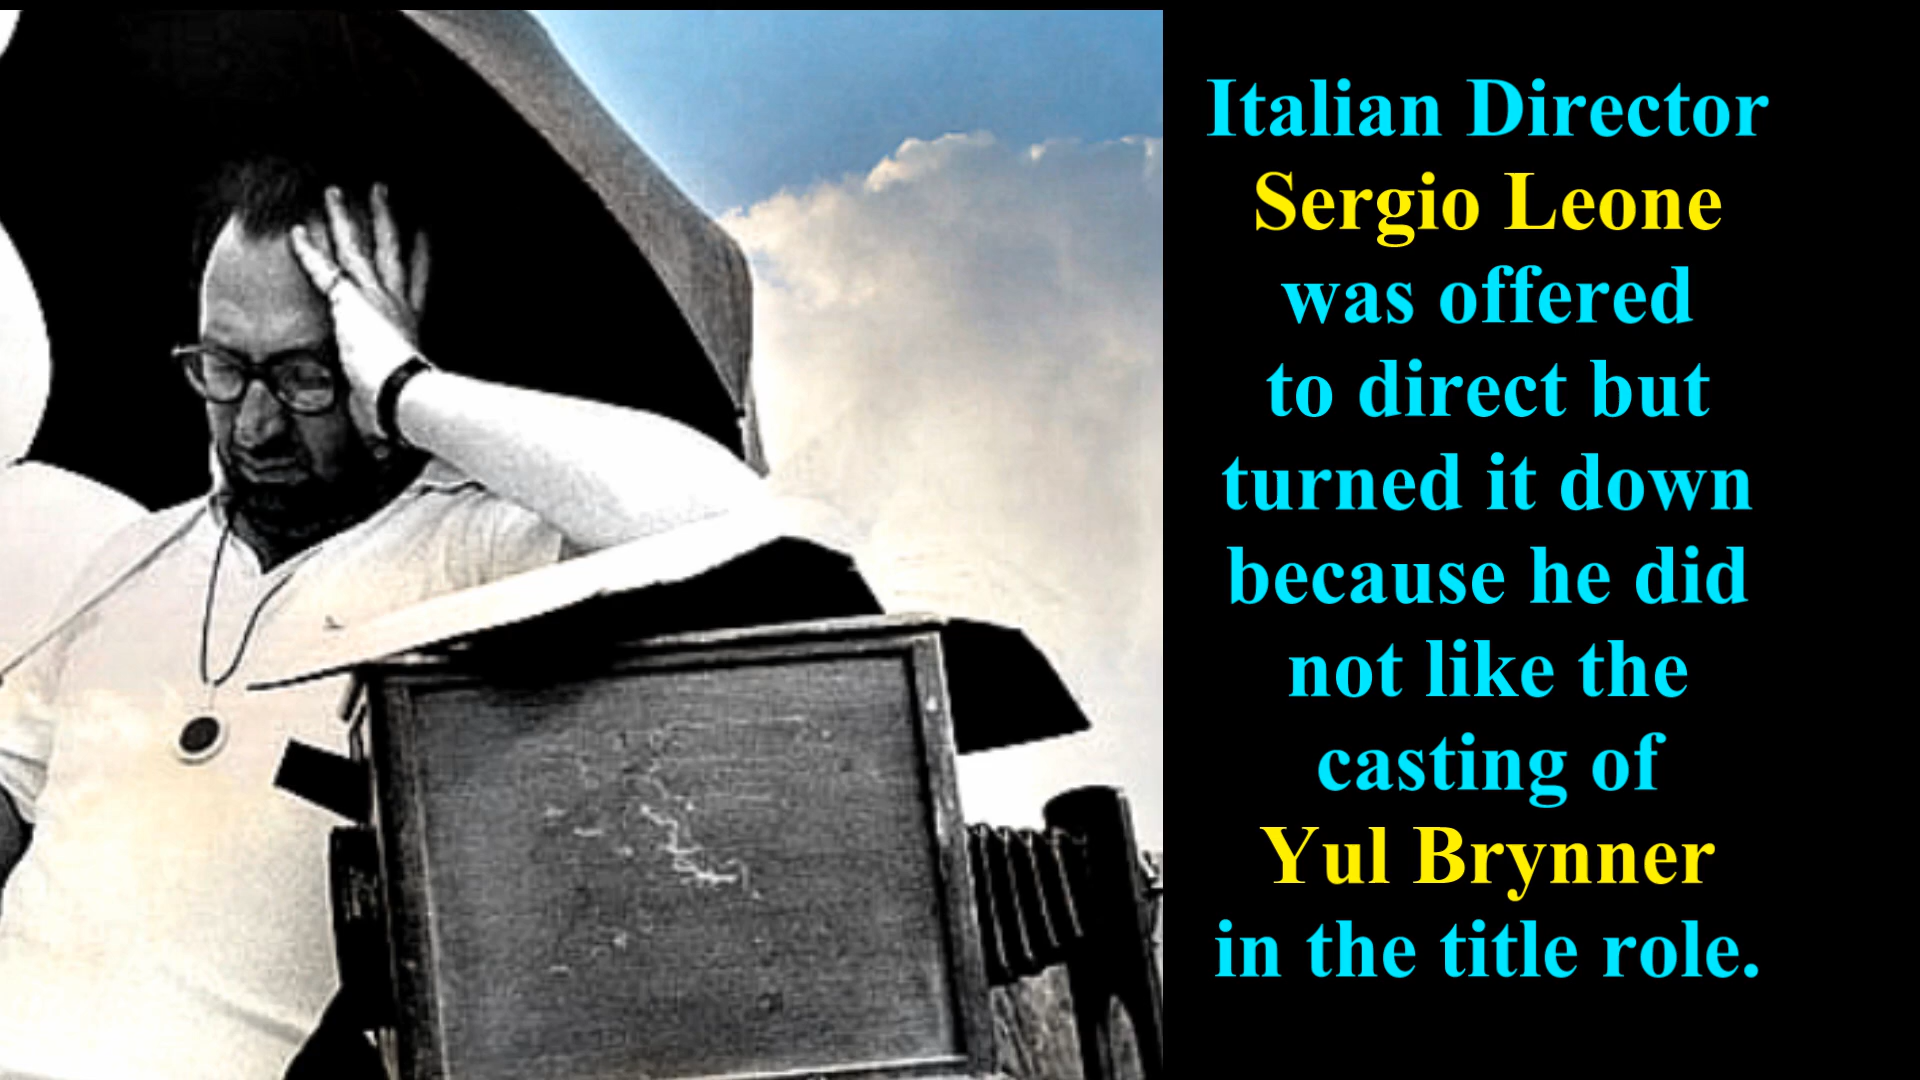 Italian Director
Sergio Leone
was offered
to direct but
turned it down
because he did
not like the
casting of
Yul Brynner
in the title role.